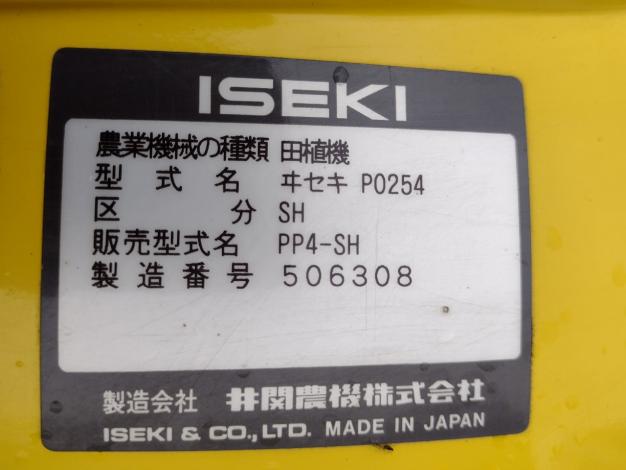 ISEKI
農業機械の種類 田植機
型式名 ヰセキ P0254
区分 SH
販売型式名 PP4-SH
製造番号 506308
製造会社 井関農機株式会社
ISEKI & CO.,LTD. MADE IN JAPAN